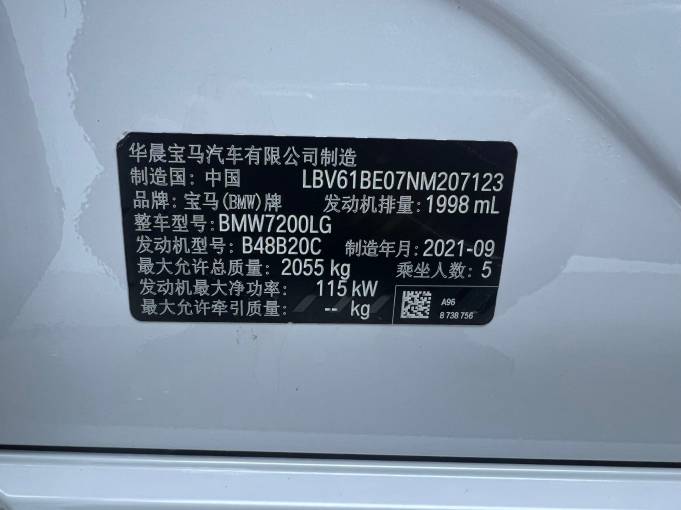 华晨宝马汽车有限公司制造
制造国: 中国 LBV61BE07NM207123
品牌: 宝马(BMW)牌 发动机排量: 1998 mL
整车型号: BMW7200LG
发动机型号: B48B20C 制造年月: 2021-09
最大允许总质量: 2055 kg 乘坐人数: 5
发动机最大净功率: 115 kW
最大允许牵引质量: -- kg
A96
8 738 756